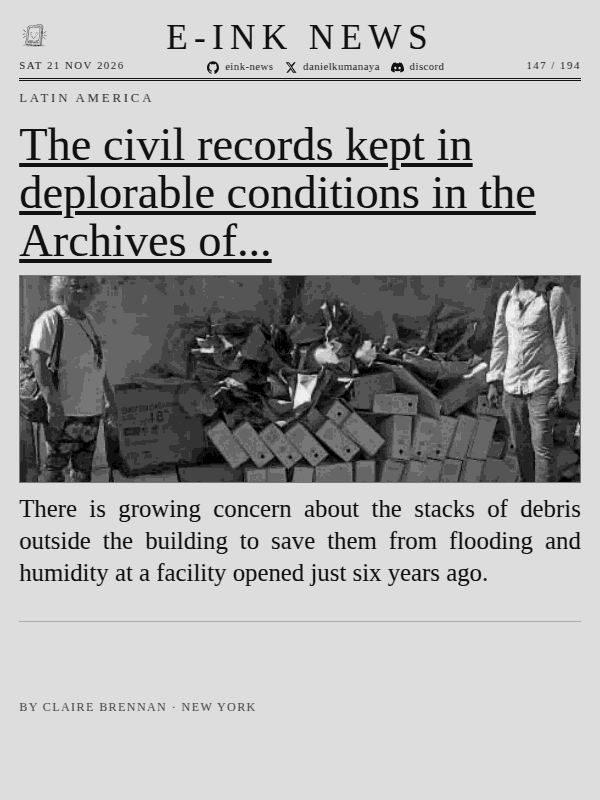 E-INK NEWS
SAT 21 NOV 2026
eink-news
danielkumanaya
discord
147 / 194
LATIN AMERICA
The civil records kept in
deplorable conditions in the
Archives of...
There is growing concern about the stacks of debris
outside the building to save them from flooding and
humidity at a facility opened just six years ago.
BY CLAIRE BRENNAN · NEW YORK